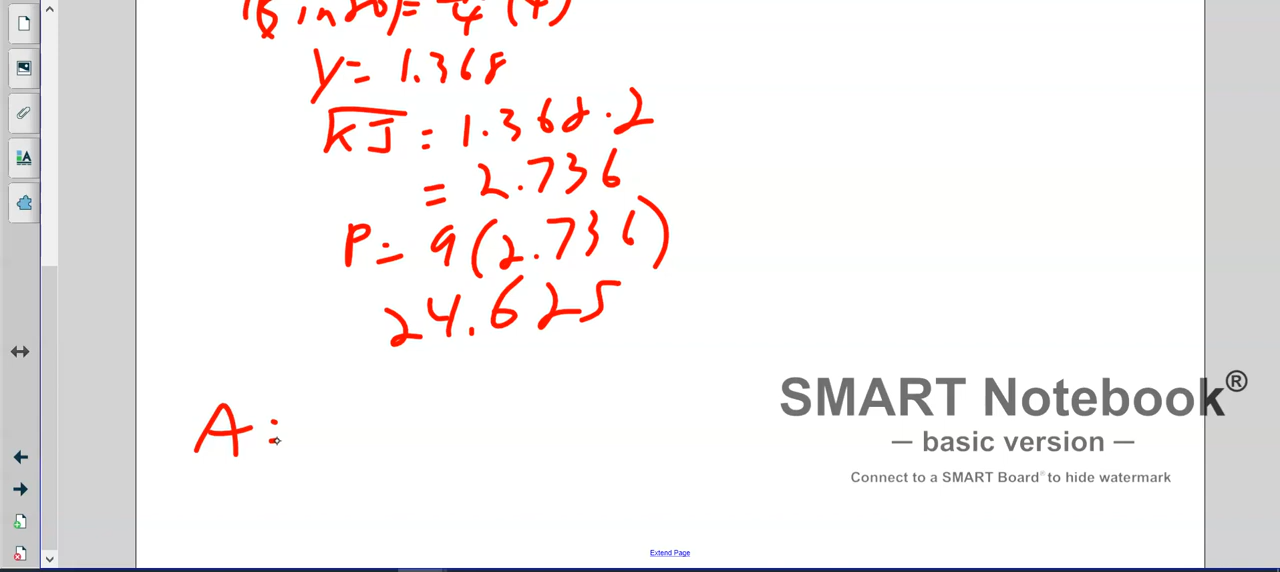 y = 1.368
KJ = 1.368 · 2
= 2.736
P = 9(2.736)
24.625
A =
SMART Notebook®
— basic version —
Connect to a SMART Board® to hide watermark
Extend Page